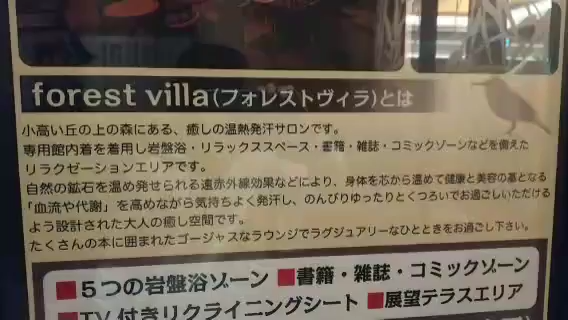 forest villa(フォレストヴィラ)とは
小高い丘の上の森にある、癒しの温熱発汗サロンです。
専用館内着を着用し岩盤浴・リラックススペース・書籍・雑誌・コミックゾーンなどを備えた
リラクゼーションエリアです。
自然の鉱石を温め発せられる遠赤外線効果などにより、身体を芯から温めて健康と美容の基となる
「血流や代謝」を高めながら気持ちよく発汗し、のんびりゆったりとくつろいでお過ごしいただける
よう設計された大人の癒し空間です。
たくさんの本に囲まれたゴージャスなラウンジでラグジュアリーなひとときをお過ごし下さい。
■5つの岩盤浴ゾーン ■書籍・雑誌・コミックゾーン
■TV付きリクライニングシート ■展望テラスエリア